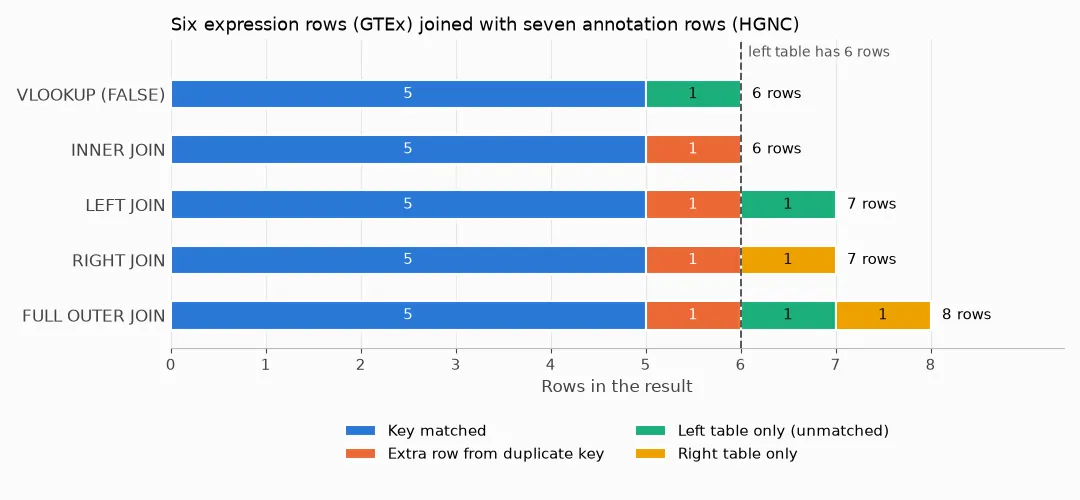 Six expression rows (GTEx) joined with seven annotation rows (HGNC)
left table has 6 rows
VLOOKUP (FALSE) 5 1 6 rows
INNER JOIN 5 1 6 rows
LEFT JOIN 5 1 1 7 rows
RIGHT JOIN 5 1 1 7 rows
FULL OUTER JOIN 5 1 1 1 8 rows
0 1 2 3 4 5 6 7 8
Rows in the result
Key matched
Extra row from duplicate key
Left table only (unmatched)
Right table only